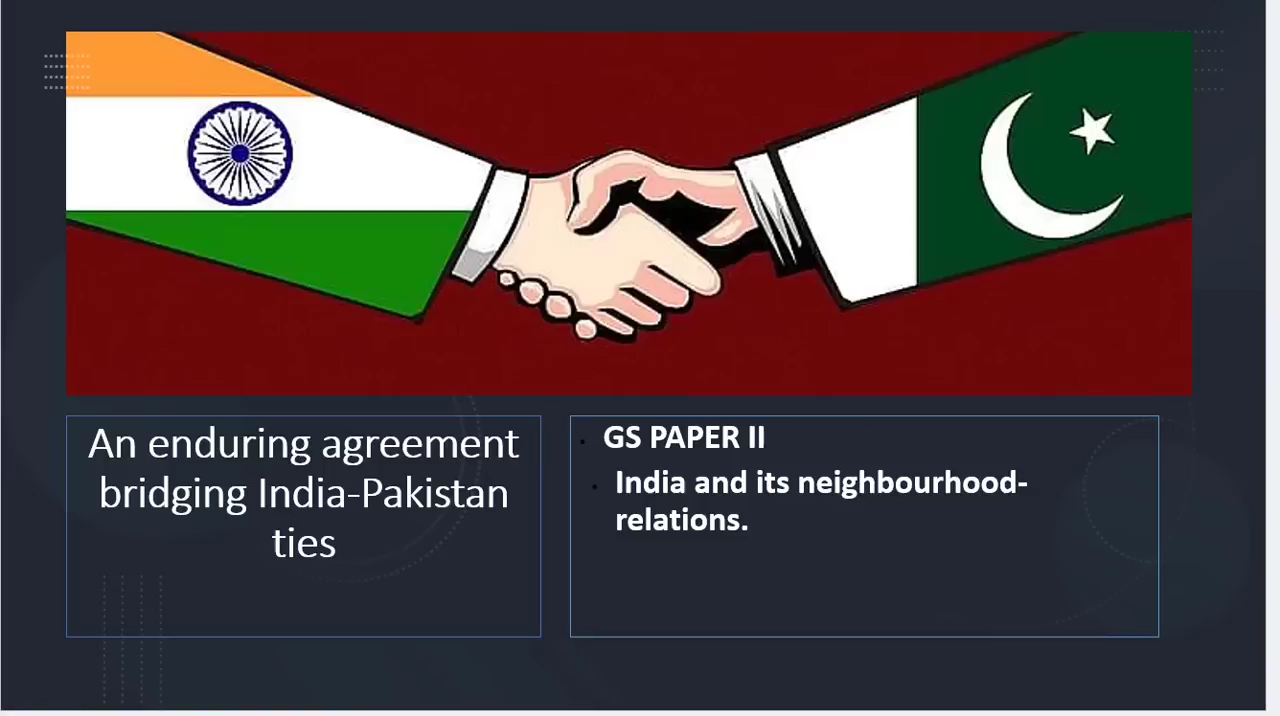 An enduring agreement
bridging India-Pakistan
ties
GS PAPER II
India and its neighbourhood-
relations.